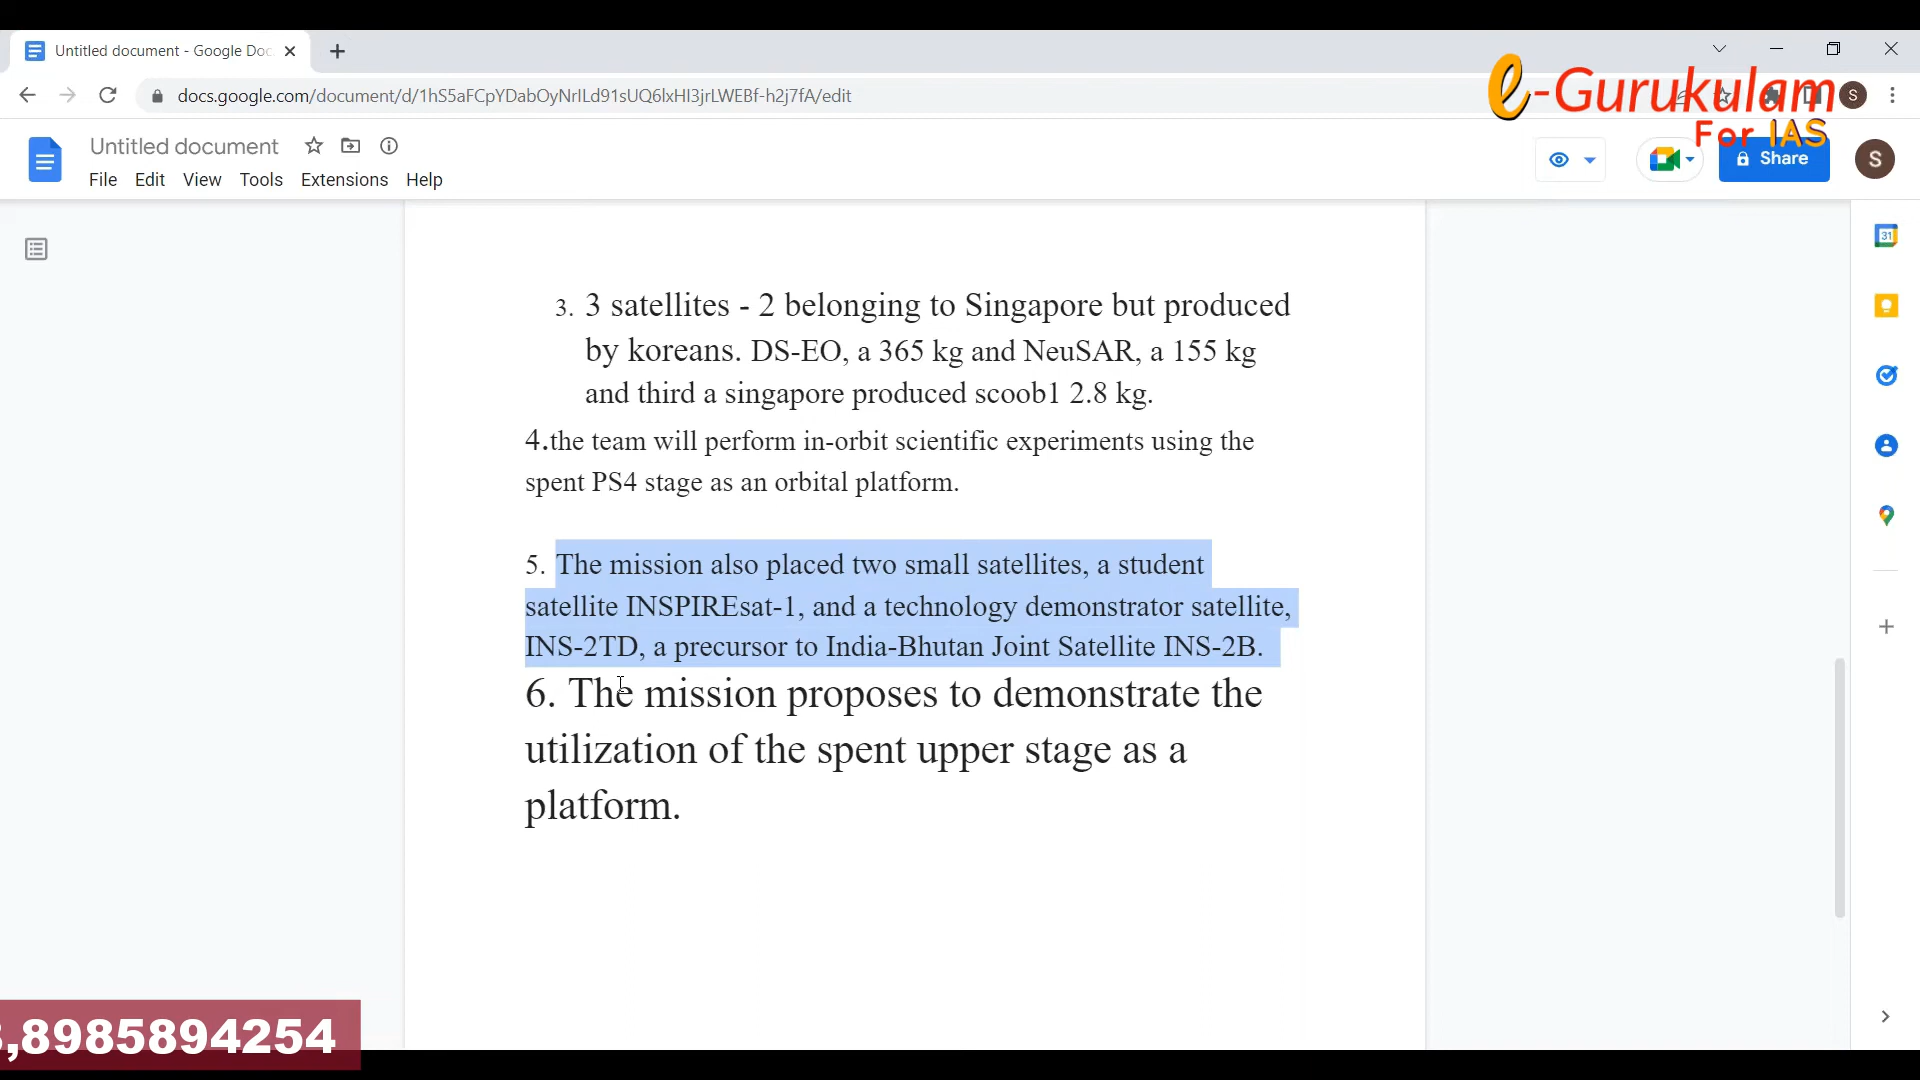 Untitled document - Google Doc
docs.google.com/document/d/1hS5aFCpYDabOyNrILd91sUQ6lxHI3jrLWEBf-h2j7fA/edit
S
e-Gurukulam
For IAS
Untitled document
Share
S
File Edit View Tools Extensions Help
31
3. 3 satellites - 2 belonging to Singapore but produced
by koreans. DS-EO, a 365 kg and NeuSAR, a 155 kg
and third a singapore produced scoob1 2.8 kg.
4.the team will perform in-orbit scientific experiments using the
spent PS4 stage as an orbital platform.
5. The mission also placed two small satellites, a student
satellite INSPIREsat-1, and a technology demonstrator satellite,
INS-2TD, a precursor to India-Bhutan Joint Satellite INS-2B.
6. The mission proposes to demonstrate the
utilization of the spent upper stage as a
platform.
,8985894254